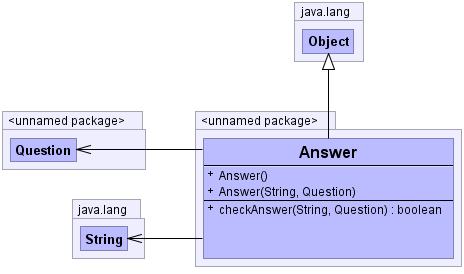 java.lang
Object
<unnamed package>
Question
<unnamed package>
Answer
+ Answer()
+ Answer(String, Question)
+ checkAnswer(String, Question) : boolean
java.lang
String